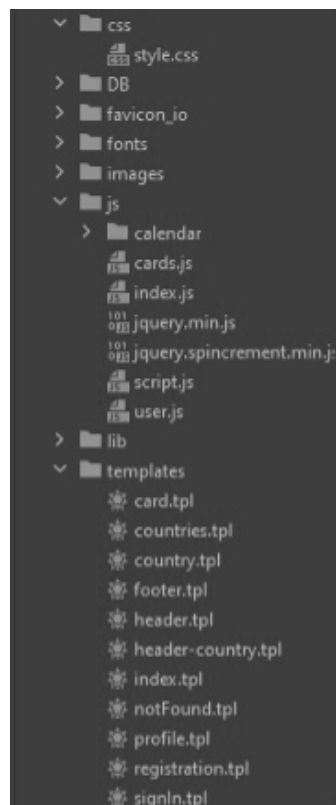 css
style.css
DB
favicon_io
fonts
images
js
calendar
cards.js
index.js
jquery.min.js
jquery.spincrement.min.j
script.js
user.js
lib
templates
card.tpl
countries.tpl
country.tpl
footer.tpl
header.tpl
header-country.tpl
index.tpl
notFound.tpl
profile.tpl
registration.tpl
signIn.tpl